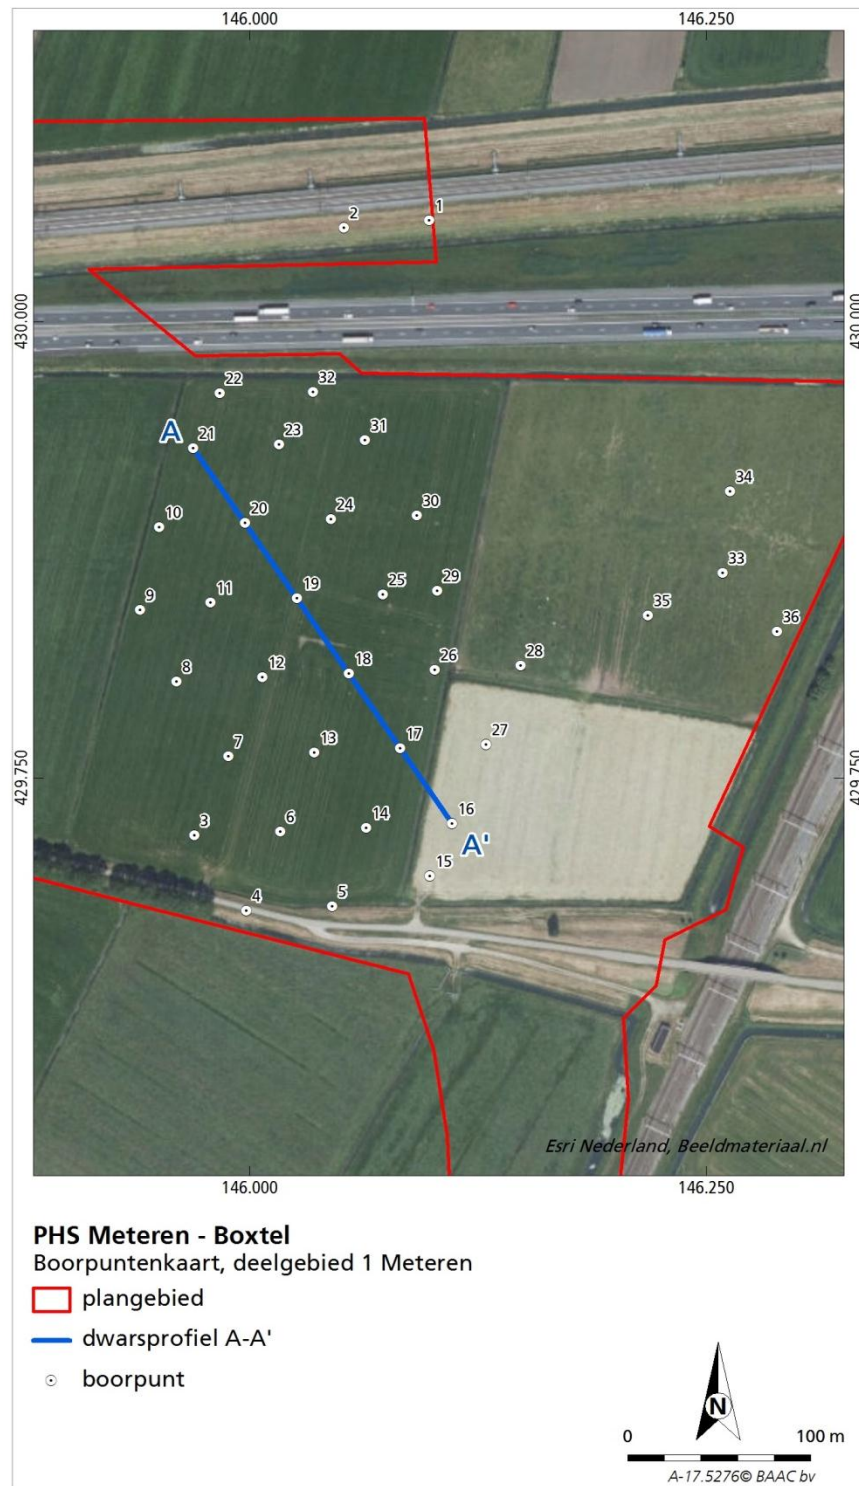 146.000 146.250
2 1
430.000 430.000
22 32
A 21 23 31
20 24 30 34
10
19 25 29 33
9 11 35 36
18 26 28
8 12
17 27
7 13
429.750 429.750
16
3 6 14 A'
15
4 5
Esri Nederland, Beeldmateriaal.nl
146.000 146.250
PHS Meteren - Boxtel
Boorpuntenkaart, deelgebied 1 Meteren
plangebied
dwarsprofiel A-A'
boorpunt
N
0 100 m
A-17.5276© BAAC bv